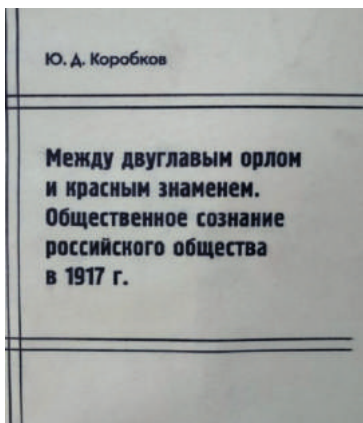 Ю. Д. Коробков
Между двуглавым орлом
и красным знаменем.
Общественное сознание
российского общества
в 1917 г.